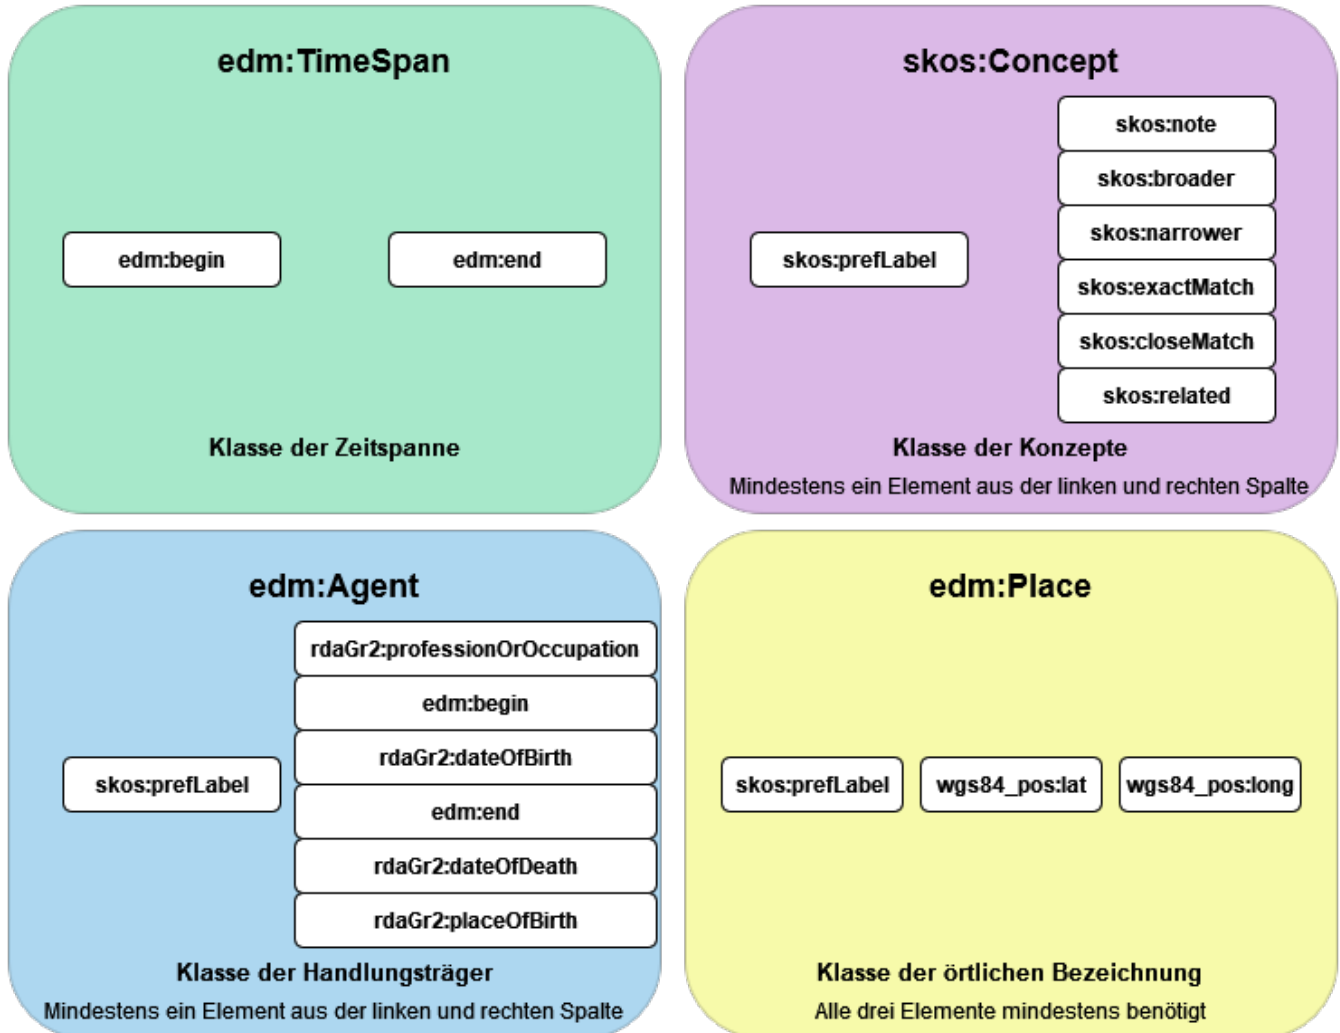 edm:TimeSpan
edm:begin
edm:end
Klasse der Zeitspanne
skos:Concept
skos:prefLabel
skos:note
skos:broader
skos:narrower
skos:exactMatch
skos:closeMatch
skos:related
Klasse der Konzepte
Mindestens ein Element aus der linken und rechten Spalte
edm:Agent
skos:prefLabel
rdaGr2:professionOrOccupation
edm:begin
rdaGr2:dateOfBirth
edm:end
rdaGr2:dateOfDeath
rdaGr2:placeOfBirth
Klasse der Handlungsträger
Mindestens ein Element aus der linken und rechten Spalte
edm:Place
skos:prefLabel
wgs84_pos:lat
wgs84_pos:long
Klasse der örtlichen Bezeichnung
Alle drei Elemente mindestens benötigt